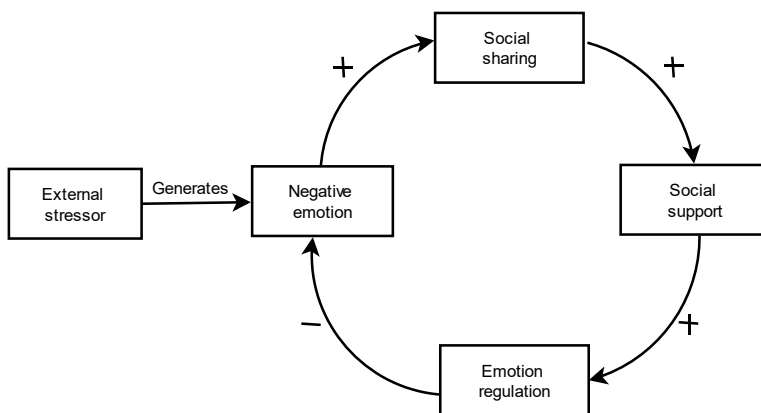 Social
sharing
+
+
External
stressor
Generates
Negative
emotion
Social
support
+
−
Emotion
regulation